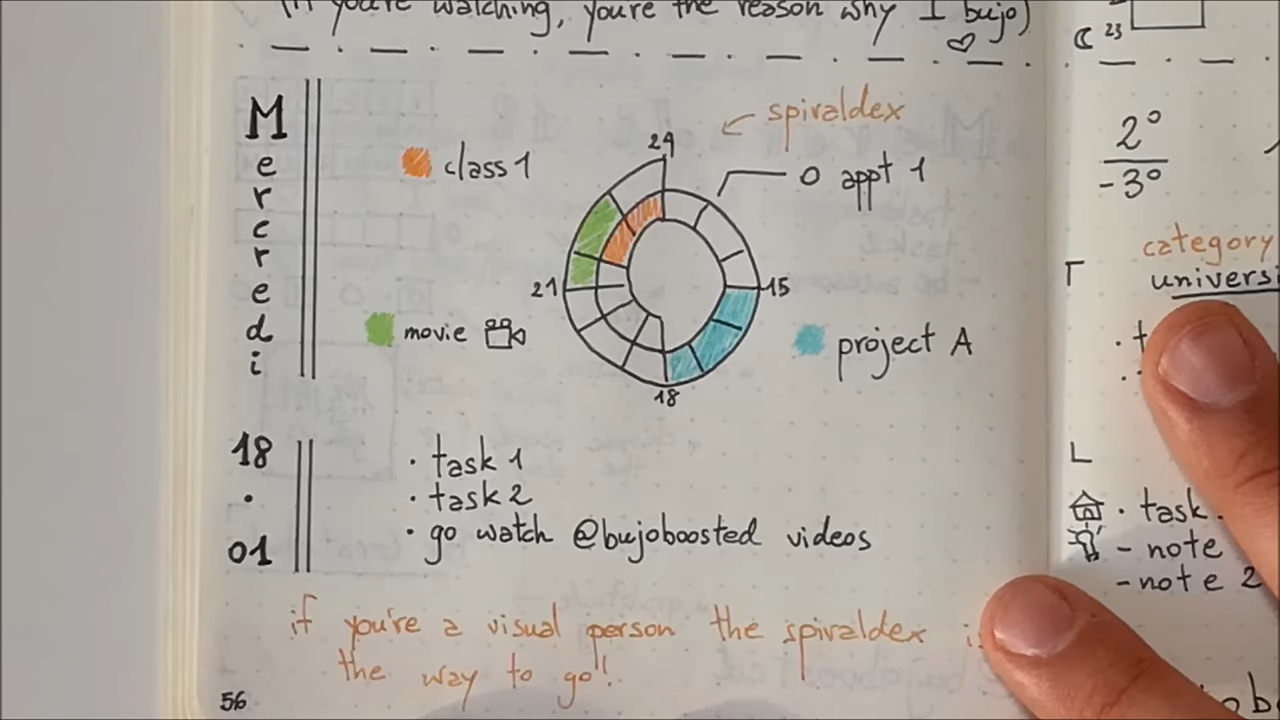 (if you're watching, you're the reason why I bujo)
Mercredi
spiraldex
class 1
24
0 appt 1
21
15
movie
project A
18
18
.
01
· task 1
· task 2
· go watch @bujoboosted videos
if you're a visual person the spiraldex
the way to go!
56
23
2°
-3°
category
T
L
· task
- note
- note 2